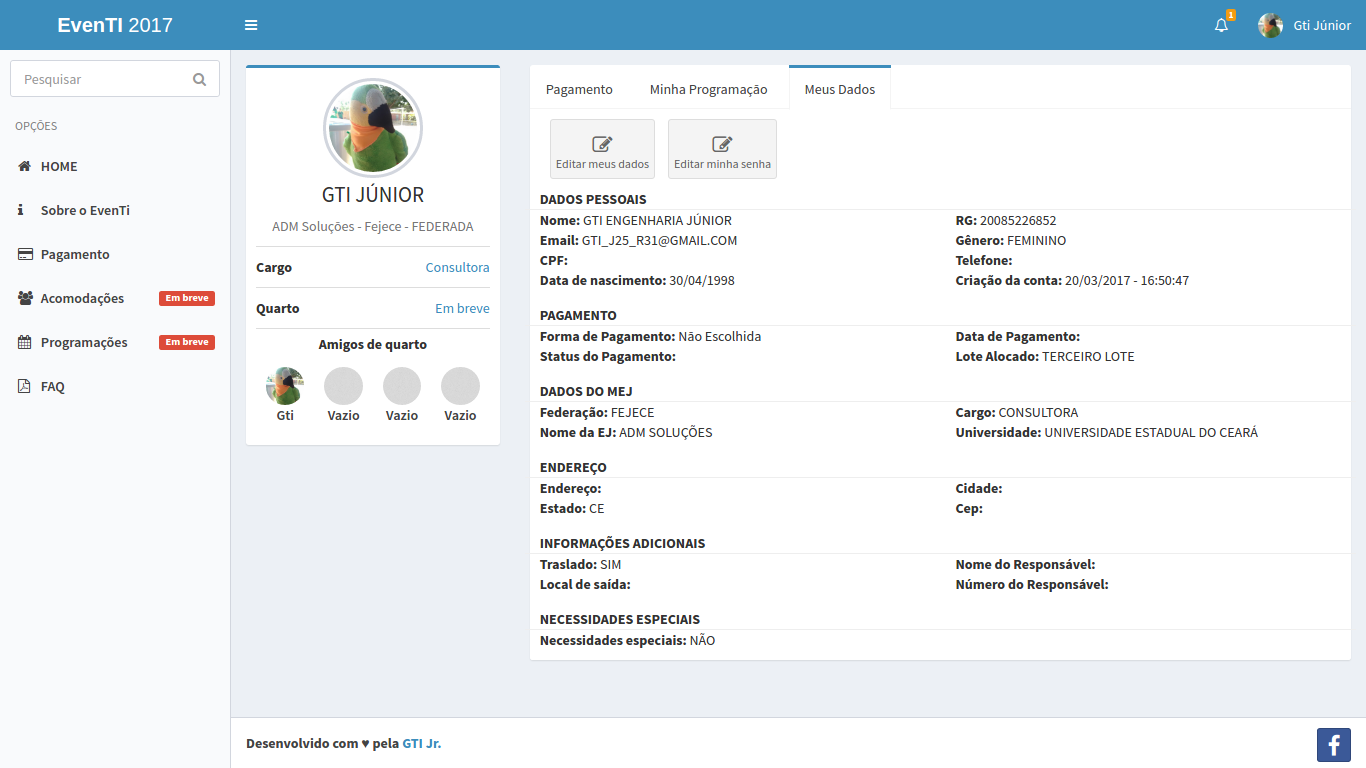 EvenTI 2017
1
Gti Júnior
Pesquisar
OPÇÕES
HOME
Sobre o EvenTi
Pagamento
Acomodações Em breve
Programações Em breve
FAQ
GTI JÚNIOR
ADM Soluções - Fejece - FEDERADA
Cargo Consultora
Quarto Em breve
Amigos de quarto
Gti Vazio Vazio Vazio
Pagamento Minha Programação Meus Dados
Editar meus dados Editar minha senha
DADOS PESSOAIS
Nome: GTI ENGENHARIA JÚNIOR RG: 20085226852
Email: GTI_J25_R31@GMAIL.COM Gênero: FEMININO
CPF: Telefone:
Data de nascimento: 30/04/1998 Criação da conta: 20/03/2017 - 16:50:47
PAGAMENTO
Forma de Pagamento: Não Escolhida Data de Pagamento:
Status do Pagamento: Lote Alocado: TERCEIRO LOTE
DADOS DO MEJ
Federação: FEJECE Cargo: CONSULTORA
Nome da EJ: ADM SOLUÇÕES Universidade: UNIVERSIDADE ESTADUAL DO CEARÁ
ENDEREÇO
Endereço: Cidade:
Estado: CE Cep:
INFORMAÇÕES ADICIONAIS
Traslado: SIM Nome do Responsável:
Local de saída: Número do Responsável:
NECESSIDADES ESPECIAIS
Necessidades especiais: NÃO
Desenvolvido com ♥ pela GTI Jr.